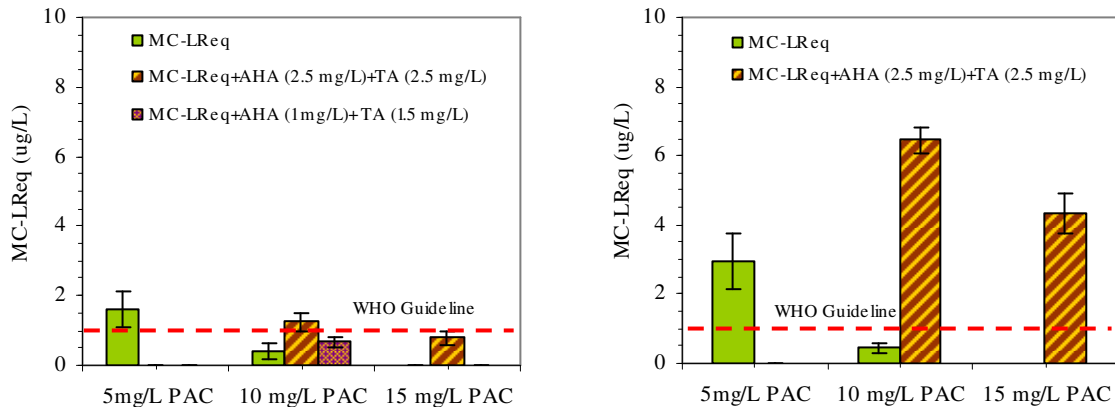 10
8
6
4
2
0
MC-LReq (ug/L)
MC-LReq
MC-LReq+AHA (2.5 mg/L)+TA (2.5 mg/L)
MC-LReq+AHA (1mg/L)+TA (1.5 mg/L)
WHO Guideline
5mg/L PAC 10 mg/L PAC 15 mg/L PAC
10
8
6
4
2
0
MC-LReq (ug/L)
MC-LReq
MC-LReq+AHA (2.5 mg/L)+TA (2.5 mg/L)
WHO Guideline
5mg/L PAC 10 mg/L PAC 15 mg/L PAC